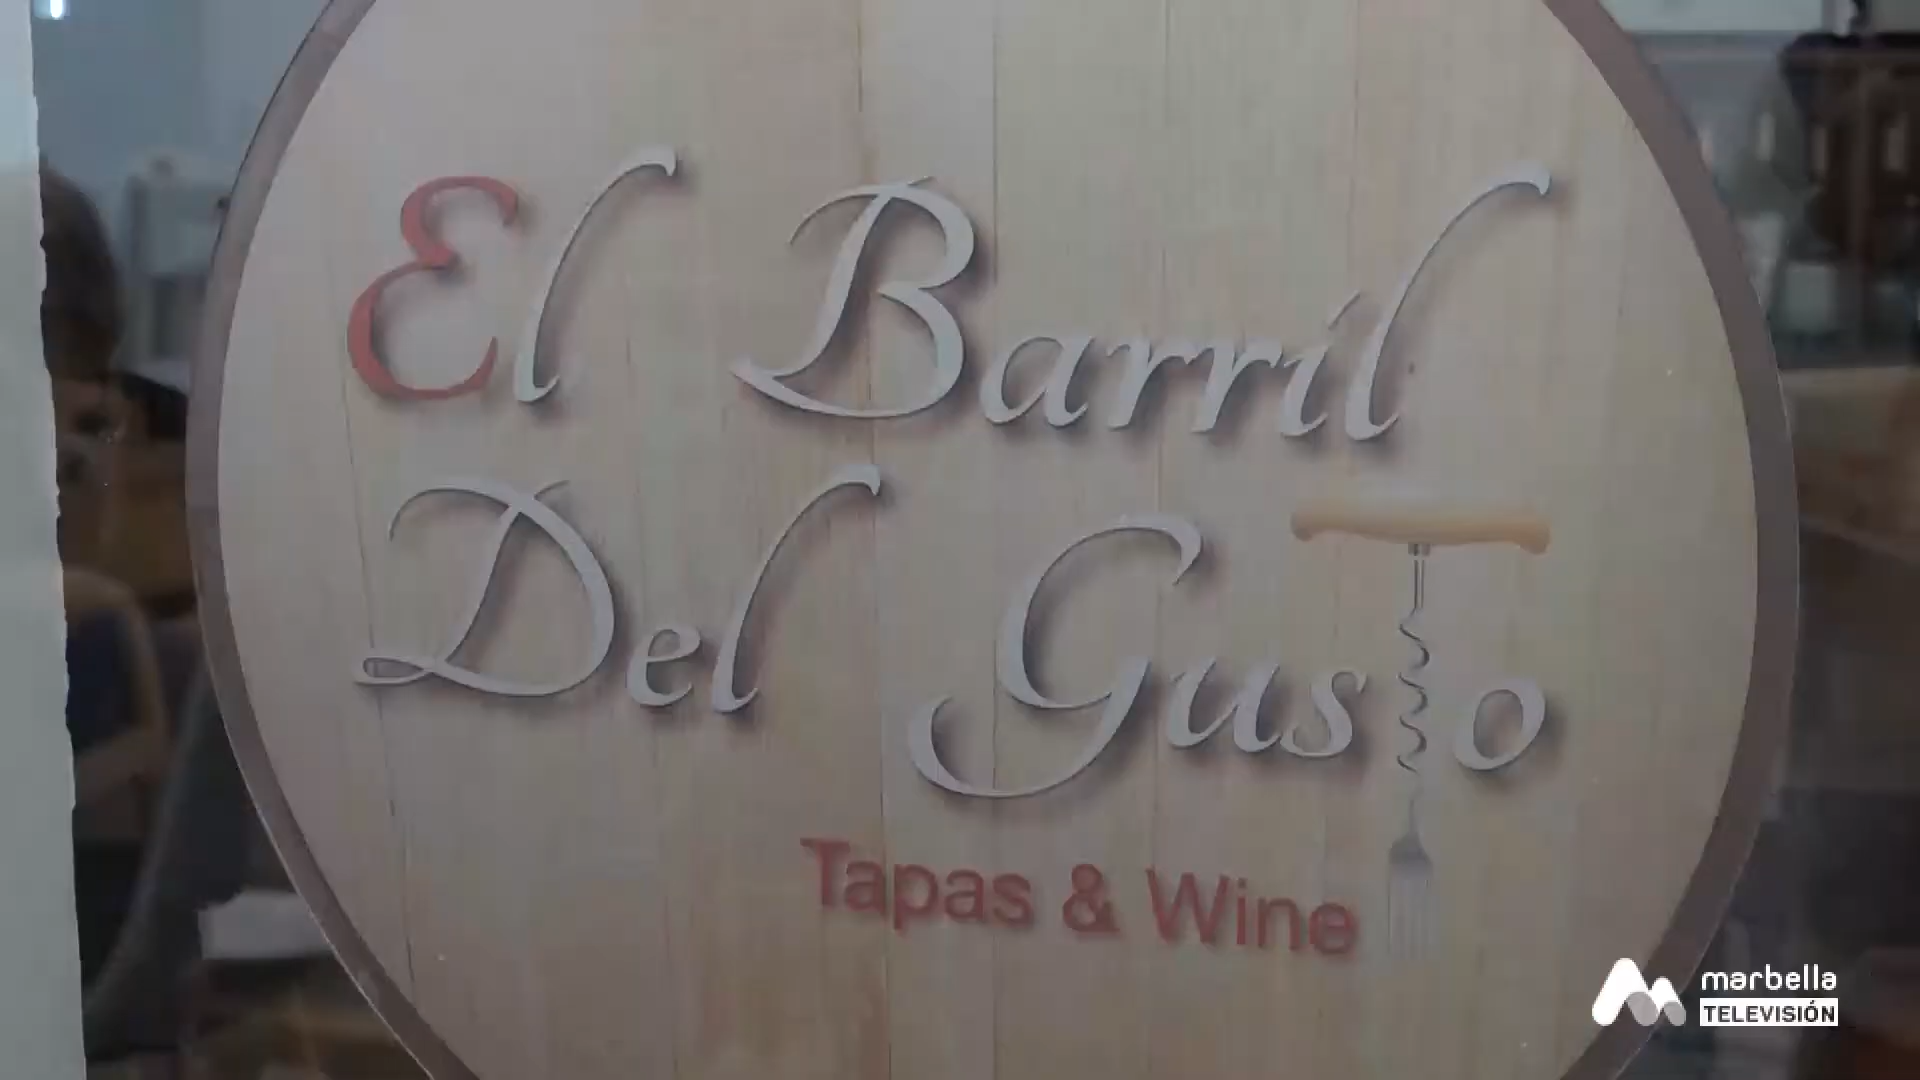 El Barril
Del Gusto
Tapas & Wine
marbella
TELEVISIÓN